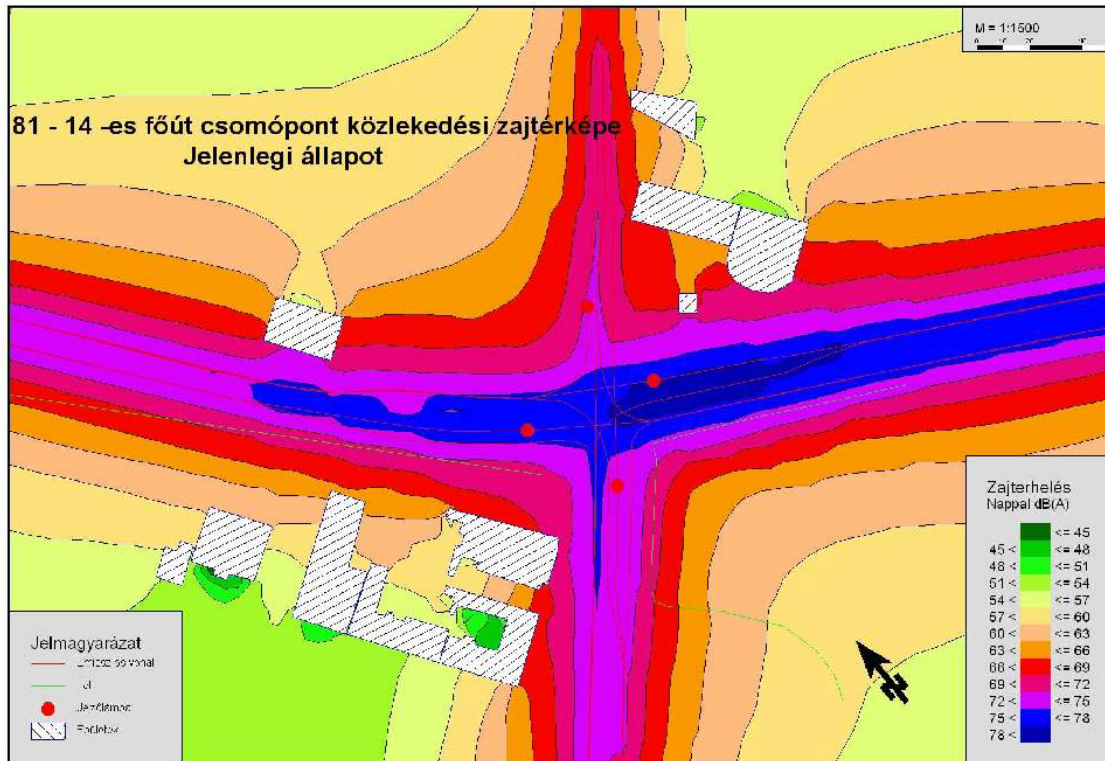 M = 1:1500
81 - 14 -es főút csomópont közlekedési zajtérképe
Jelenlegi állapot
Zajterhelés
Nappal dB(A)
<= 45
45 < <= 48
48 < <= 51
51 < <= 54
54 < <= 57
57 < <= 60
60 < <= 63
63 < <= 66
66 < <= 69
69 < <= 72
72 < <= 75
75 < <= 78
78 <
Jelmagyarázat